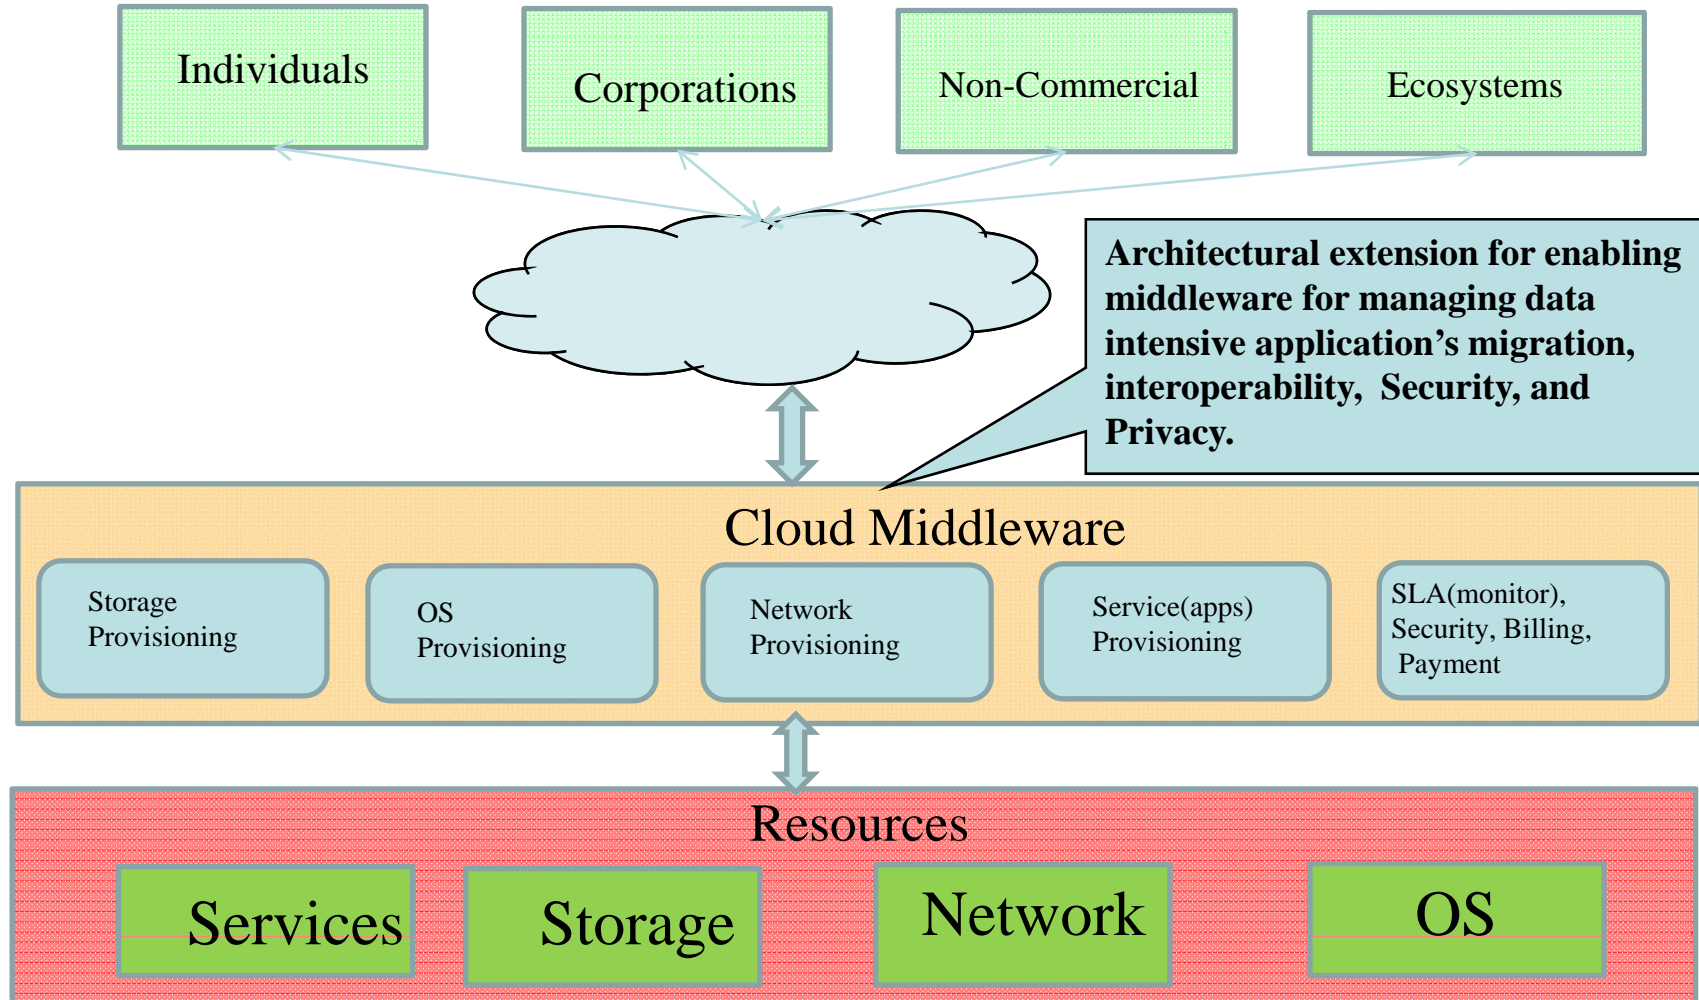 Individuals
Corporations
Non-Commercial
Ecosystems
Architectural extension for enabling
middleware for managing data
intensive application’s migration,
interoperability,  Security, and
Privacy.
Cloud Middleware
Storage
Provisioning
OS
Provisioning
Network
Provisioning
Service(apps)
Provisioning
SLA(monitor),
Security, Billing,
Payment
Resources
Services
Storage
Network
OS